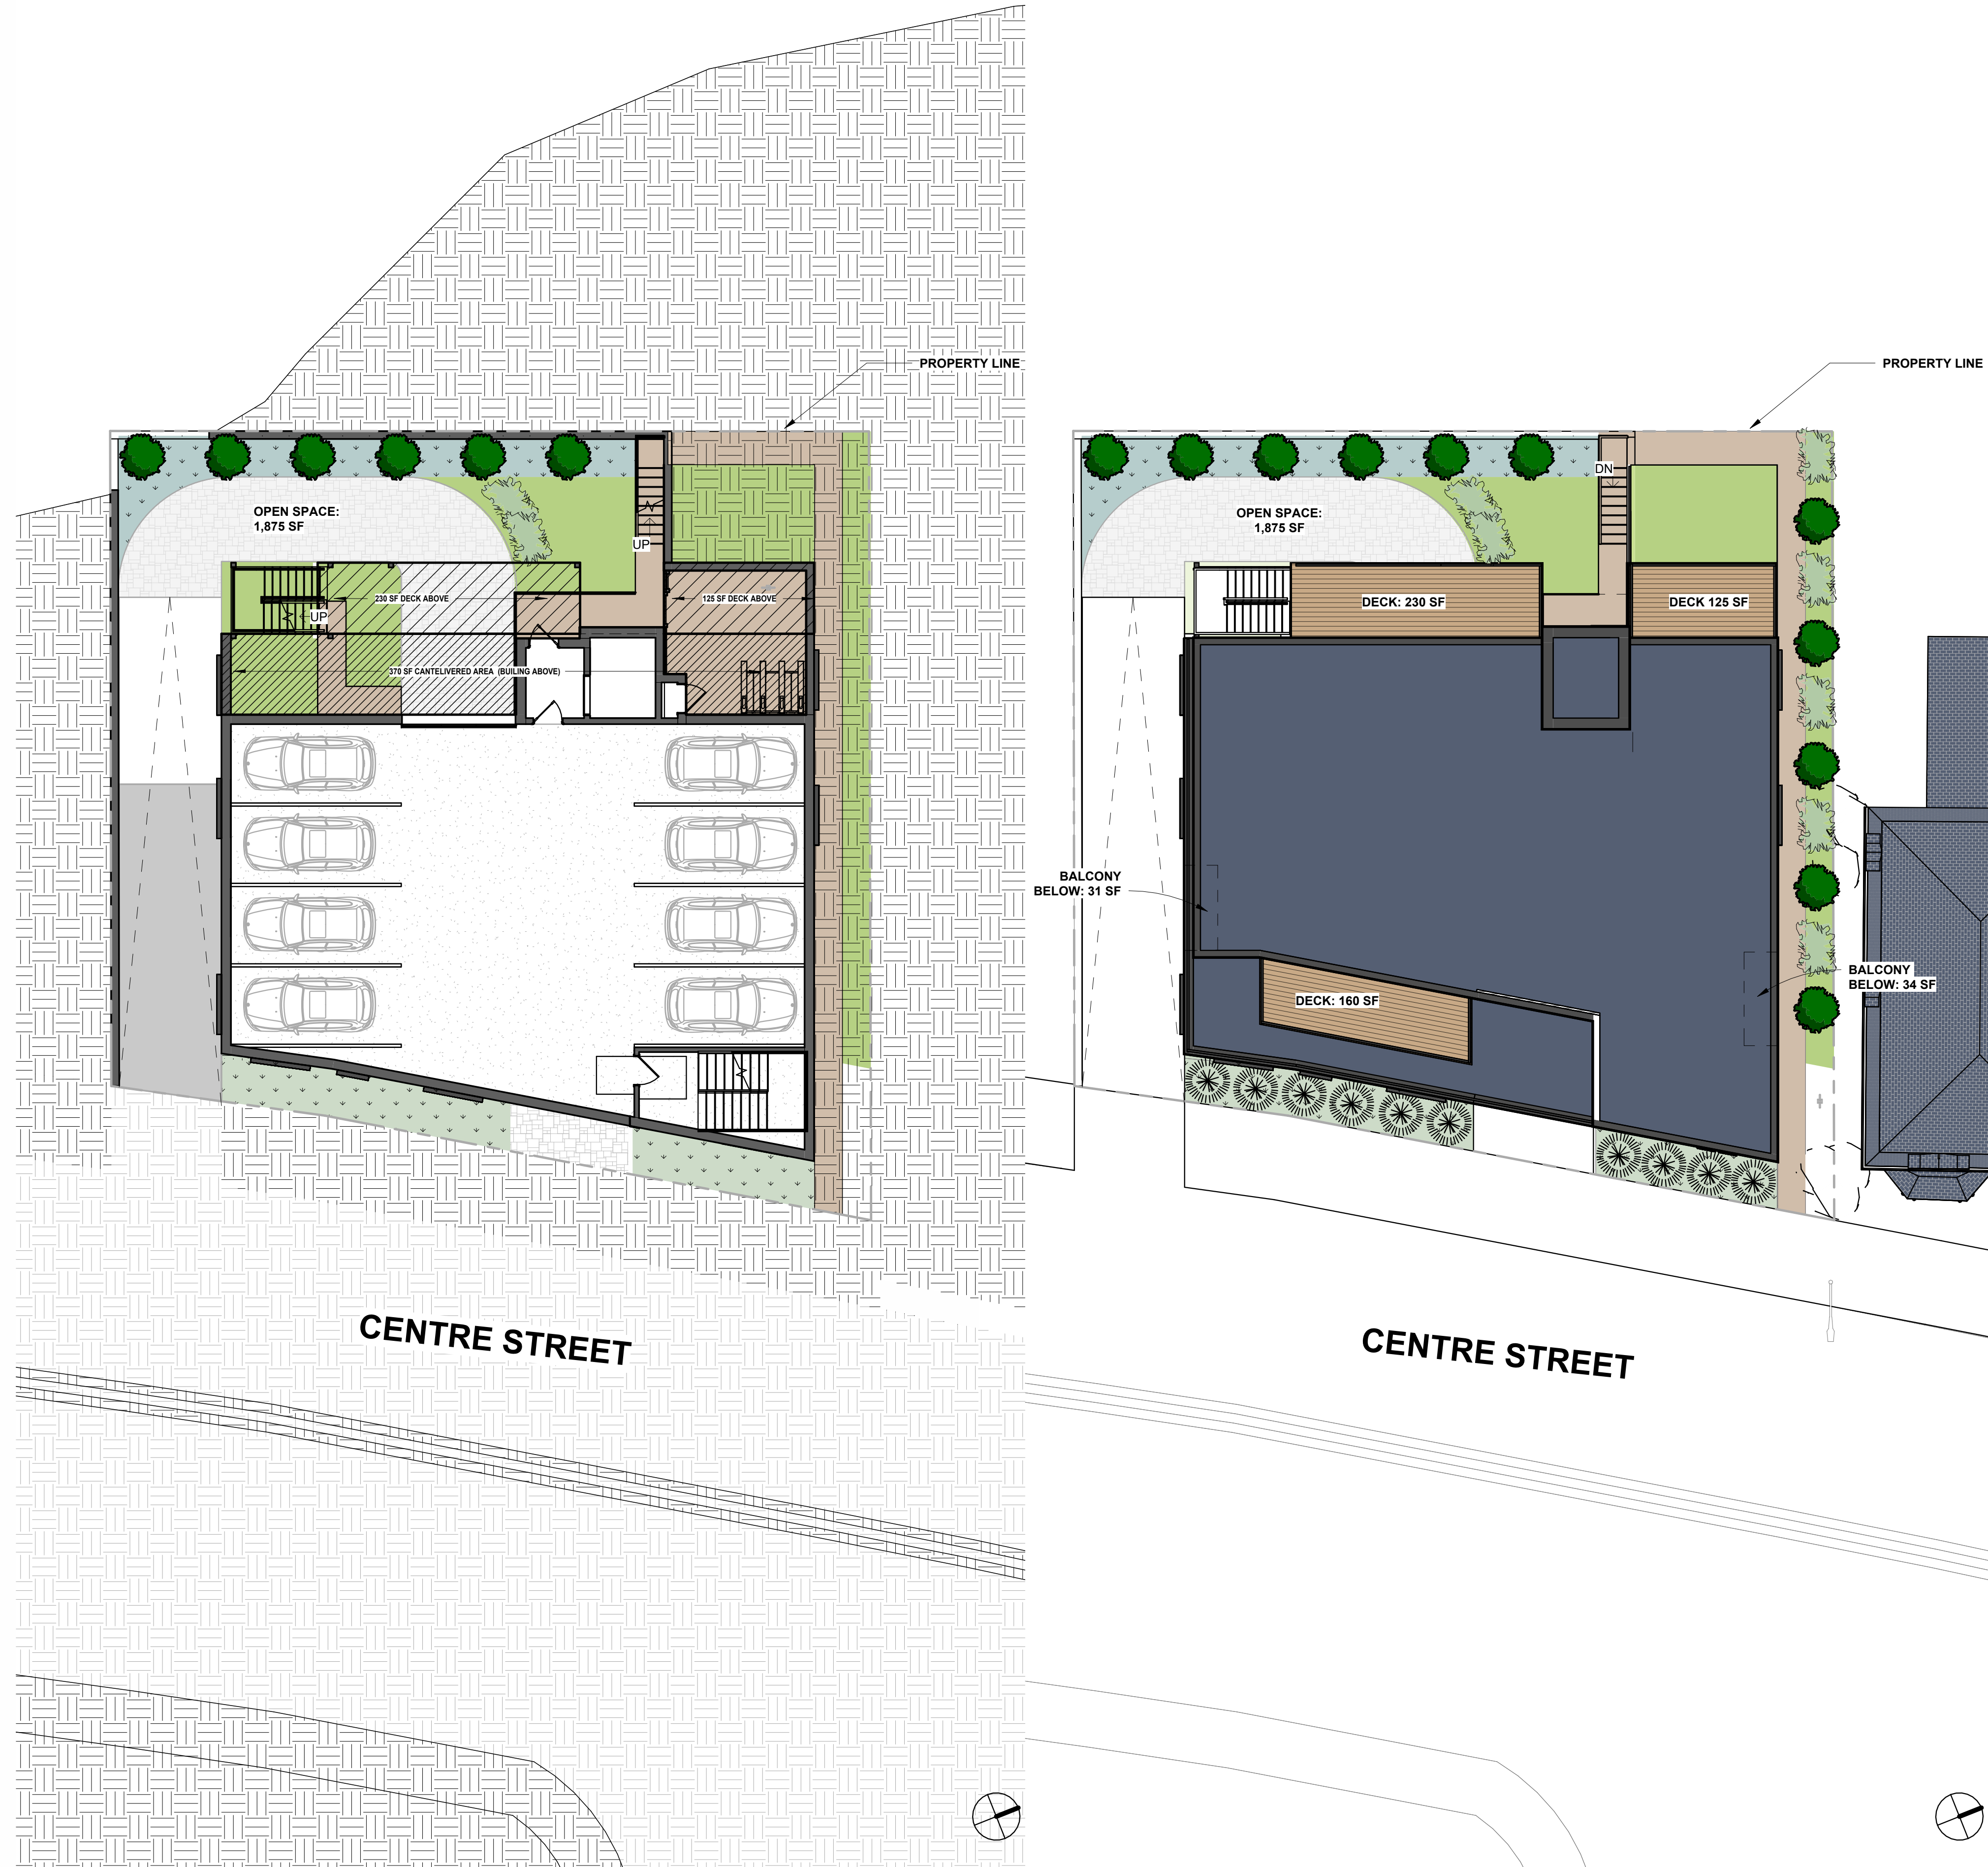 PROPERTY LINE
OPEN SPACE:
1,875 SF
UP
230 SF DECK ABOVE
125 SF DECK ABOVE
UP
370 SF CANTELIVERED AREA (BUILING ABOVE)
CENTRE STREET
PROPERTY LINE
DN
OPEN SPACE:
1,875 SF
DECK: 230 SF
DECK 125 SF
BALCONY
BELOW: 31 SF
BALCONY
BELOW: 34 SF
DECK: 160 SF
CENTRE STREET